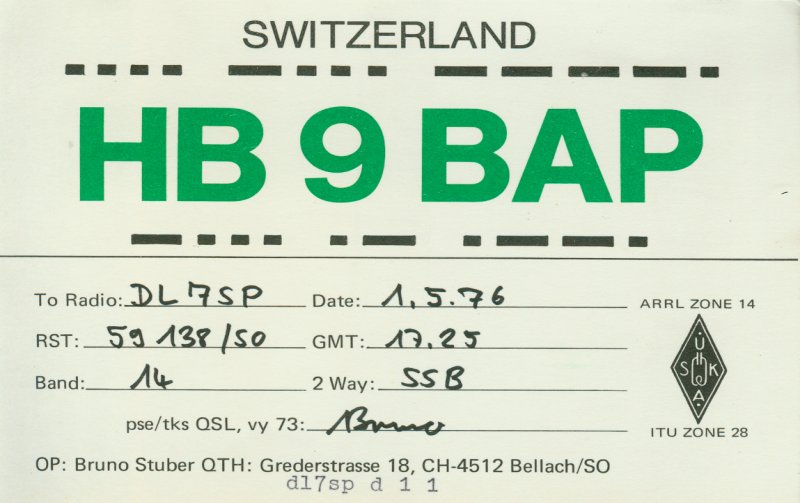 SWITZERLAND
HB 9 BAP
To Radio: DL7SP Date: 1.5.76
ARRL ZONE 14
RST: 59 138/50 GMT: 17.25
Band: 14 2 Way: SSB
USKA
pse/tks QSL, vy 73: Bruno
ITU ZONE 28
OP: Bruno Stuber QTH: Grederstrasse 18, CH-4512 Bellach/SO
dl7sp d 1 1